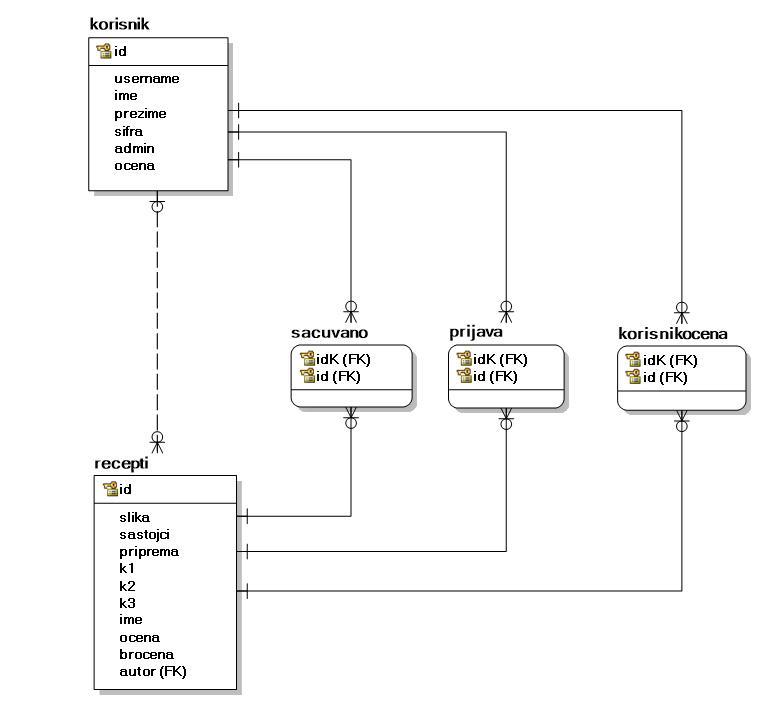 korisnik
id
username
ime
prezime
sifra
admin
ocena
sacuvano
idK (FK)
id (FK)
prijava
idK (FK)
id (FK)
korisnikocena
idK (FK)
id (FK)
recepti
id
slika
sastojci
priprema
k1
k2
k3
ime
ocena
brocena
autor (FK)